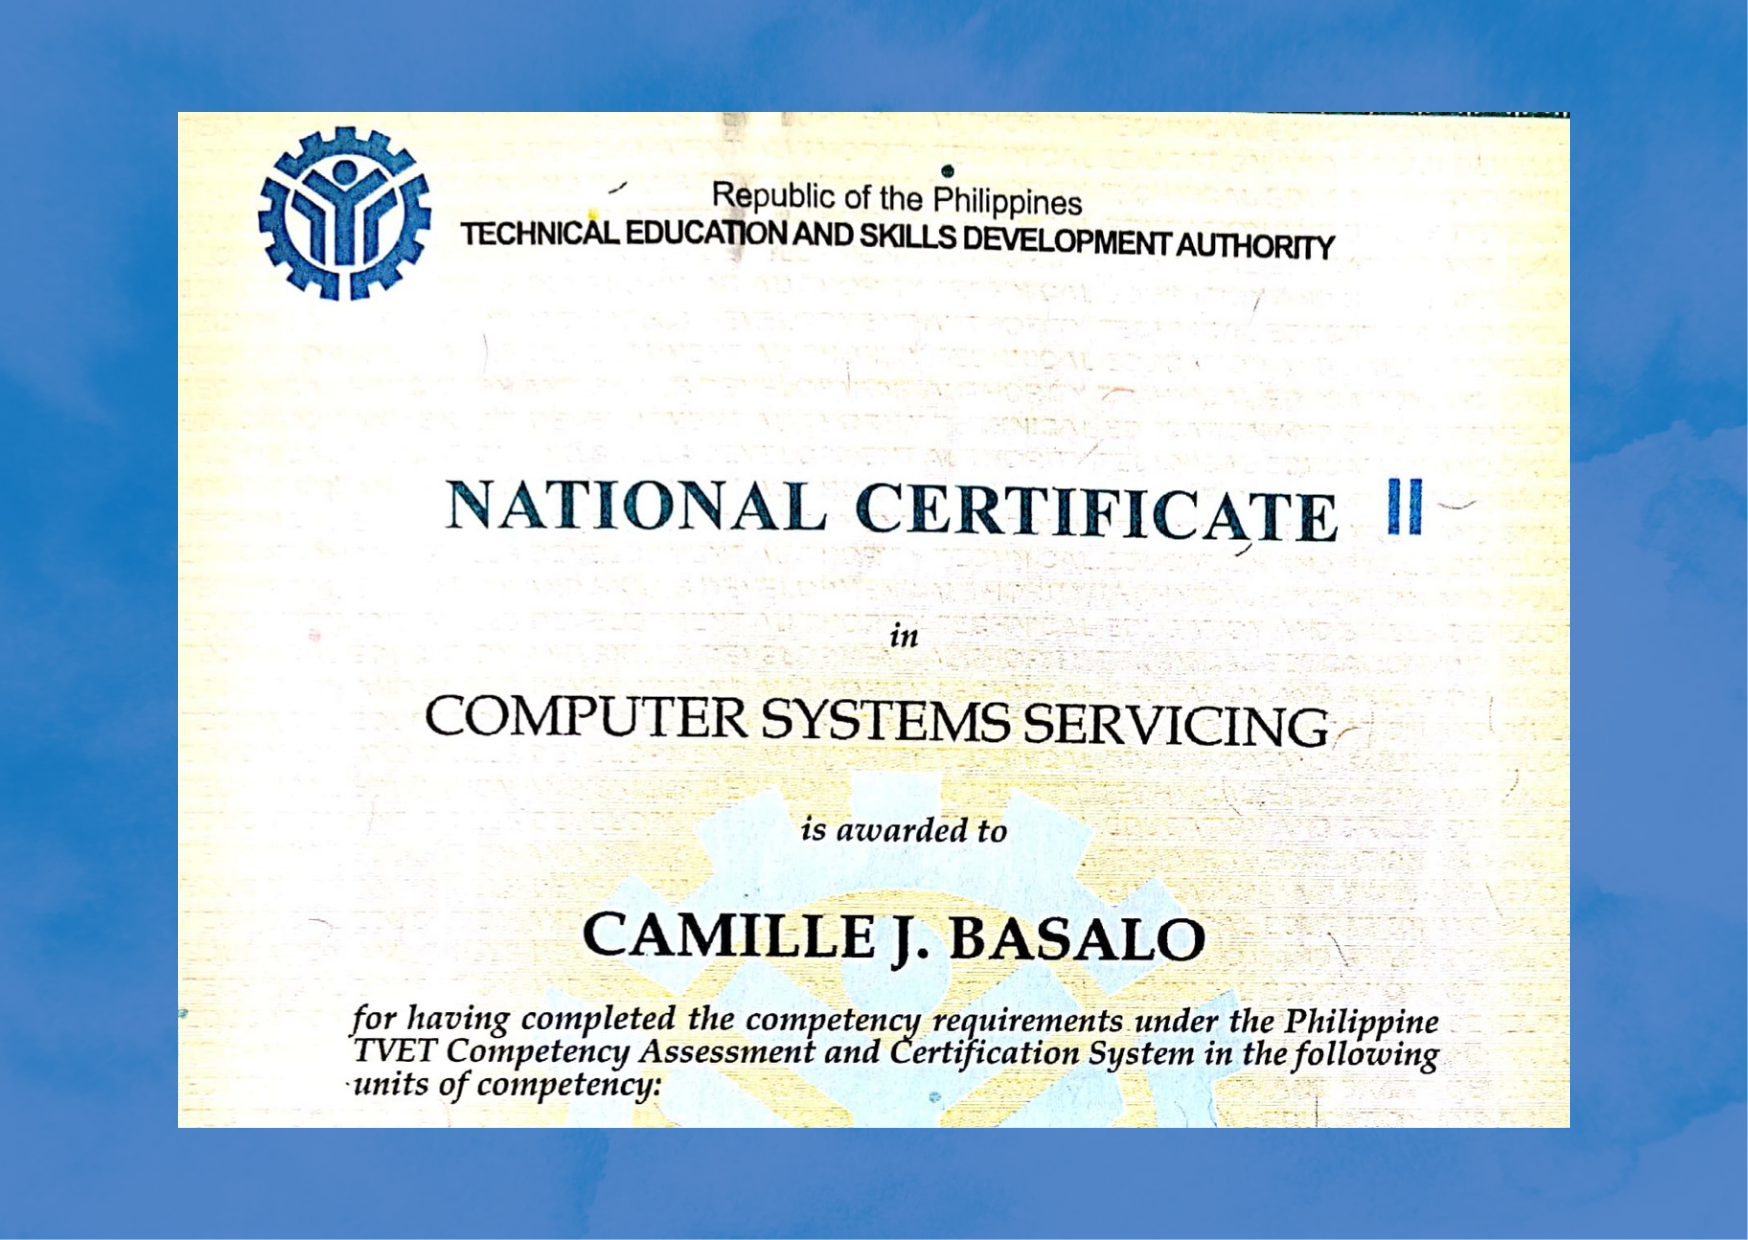 Republic of the Philippines
TECHNICAL EDUCATION AND SKILLS DEVELOPMENT AUTHORITY
NATIONAL CERTIFICATE II
in
COMPUTER SYSTEMS SERVICING
is awarded to
CAMILLE J. BASALO
for having completed the competency requirements under the Philippine
TVET Competency Assessment and Certification System in the following
units of competency: